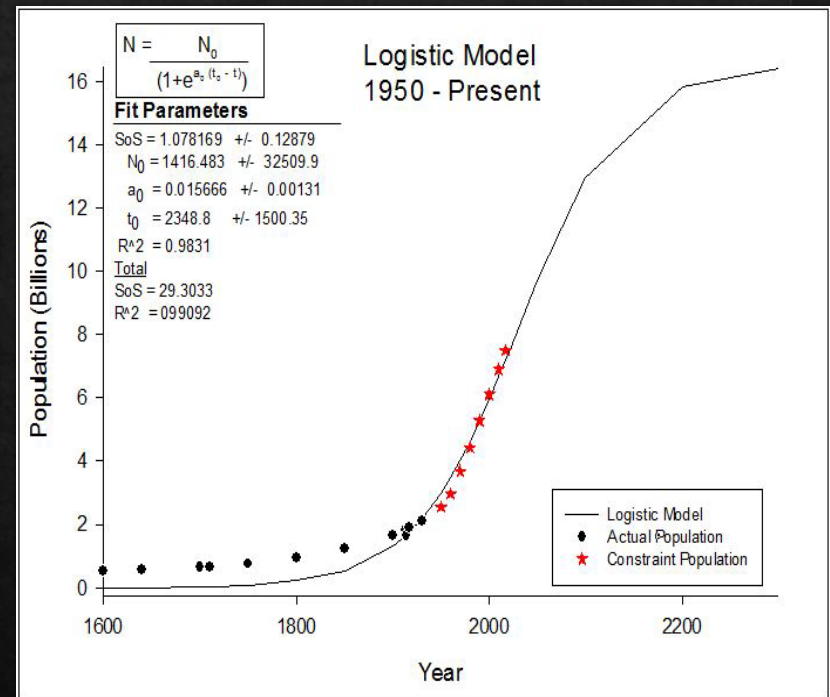 N = N₀
(1+e^a₀ (t₀ - t))
Logistic Model
1950 - Present
Fit Parameters
SoS = 1.078169 +/- 0.12879
N₀ = 1416.483 +/- 32509.9
a₀ = 0.015666 +/- 0.00131
t₀ = 2348.8 +/- 1500.35
R^2 = 0.9831
Total
SoS = 29.3033
R^2 = 099092
Population (Billions)
16
14
12
10
8
6
4
2
0
1600
1800
2000
2200
Year
Logistic Model
Actual Population
Constraint Population